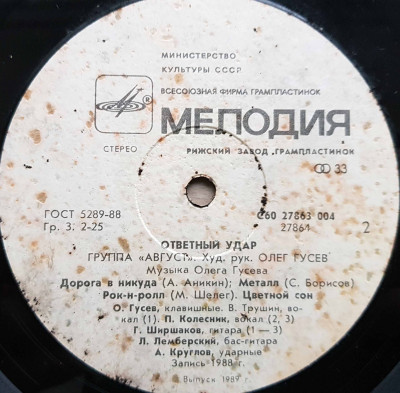 МИНИСТЕРСТВО
КУЛЬТУРЫ СССР
ВСЕСОЮЗНАЯ ФИРМА ГРАМПЛАСТИНОК
® МЕЛОДИЯ
СТЕРЕО
РИЖСКИЙ ЗАВОД „ГРАМПЛАСТИНОК
33
ГОСТ 5289-88
Гр. 3. 2-25
С60 27863 004
27864
2
ОТВЕТНЫЙ УДАР
ГРУППА «АВГУСТ». Худ. рук. ОЛЕГ ГУСЕВ
Музыка Олега Гусева
Дорога в никуда (А. Аникин); Металл (С. Борисов)
Рок-н-ролл (М. Шелег). Цветной сон
О. Гусев, клавишные. В. Трушин, во-
кал (1). П. Колесник, вокал (2, 3)
Г. Ширшаков, гитара (1—3)
Л. Лемберский, бас-гитара
А. Круглов, ударные
Запись 1988 г.
Выпуск 1989 г.